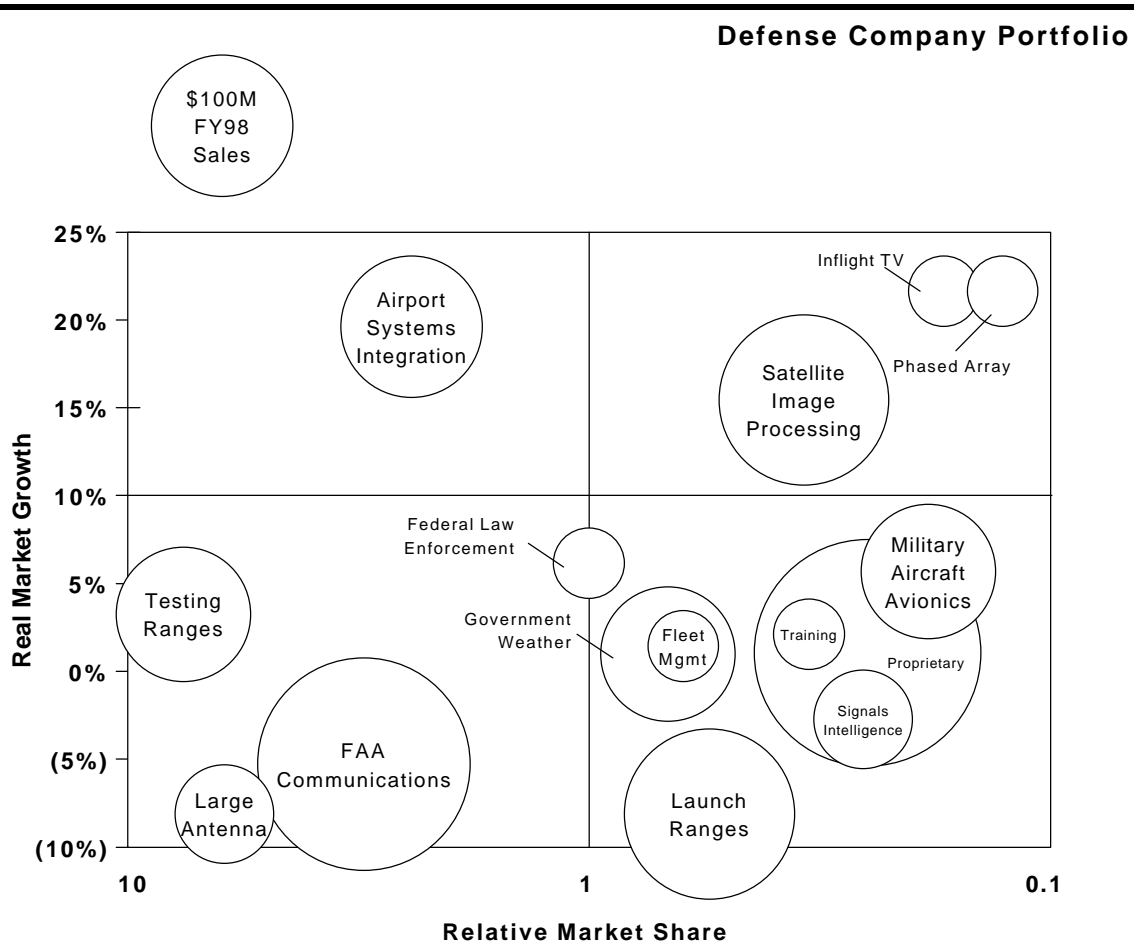 Defense Company Portfolio
$100M
FY98
Sales
25%
20%
15%
10%
5%
0%
(5%)
(10%)
Real Market Growth
Airport
Systems
Integration
Inflight TV
Phased Array
Satellite
Image
Processing
Federal Law
Enforcement
Military
Aircraft
Avionics
Testing
Ranges
Government
Weather
Fleet
Mgmt
Training
Proprietary
Signals
Intelligence
FAA
Communications
Large
Antenna
Launch
Ranges
10
1
0.1
Relative Market Share